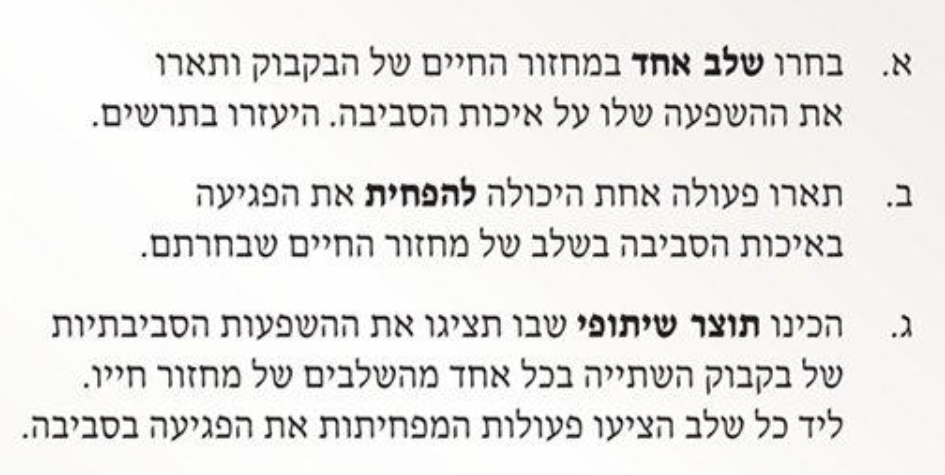 א. בחרו שלב אחד במחזור החיים של הבקבוק ותארו
את ההשפעה שלו על איכות הסביבה. היעזרו בתרשים.
ב. תארו פעולה אחת היכולה להפחית את הפגיעה
באיכות הסביבה בשלב של מחזור החיים שבחרתם.
ג. הכינו תוצר שיתופי שבו תציגו את ההשפעות הסביבתיות
של בקבוק השתייה בכל אחד מהשלבים של מחזור חייו.
ליד כל שלב הציעו פעולות המפחיתות את הפגיעה בסביבה.